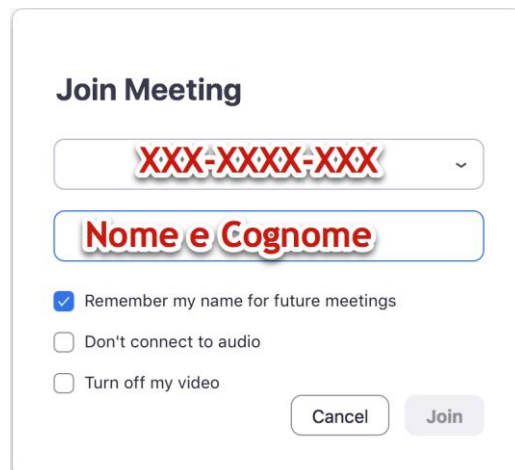 Join Meeting
XXX-XXXX-XXX
Nome e Cognome
Remember my name for future meetings
Don't connect to audio
Turn off my video
Cancel Join